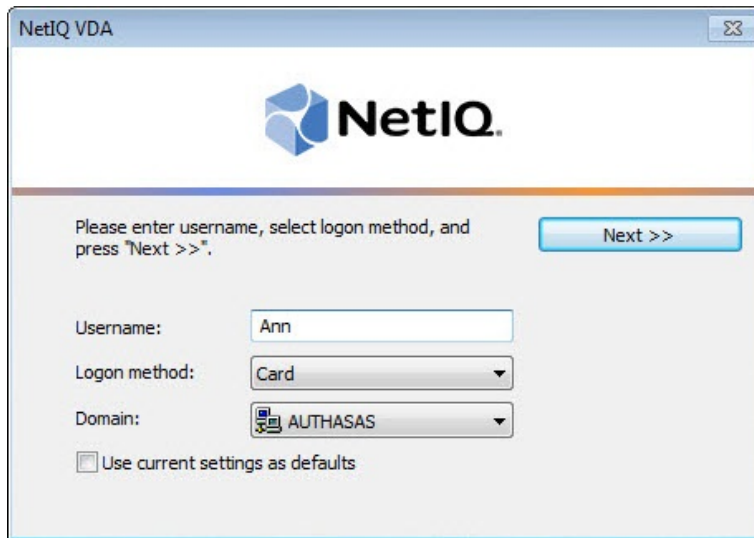 NetIQ VDA
NetIQ.
Please enter username, select logon method, and
press "Next >>".
Next >>
Username:
Ann
Logon method:
Card
Domain:
AUTHASAS
Use current settings as defaults